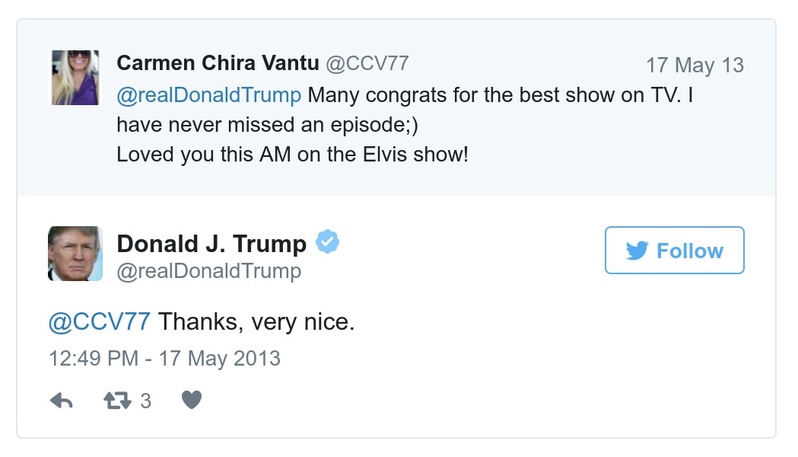 Carmen Chira Vantu @CCV77 17 May 13
@realDonaldTrump Many congrats for the best show on TV. I
have never missed an episode;)
Loved you this AM on the Elvis show!
Donald J. Trump
@realDonaldTrump
Follow
@CCV77 Thanks, very nice.
12:49 PM - 17 May 2013
3